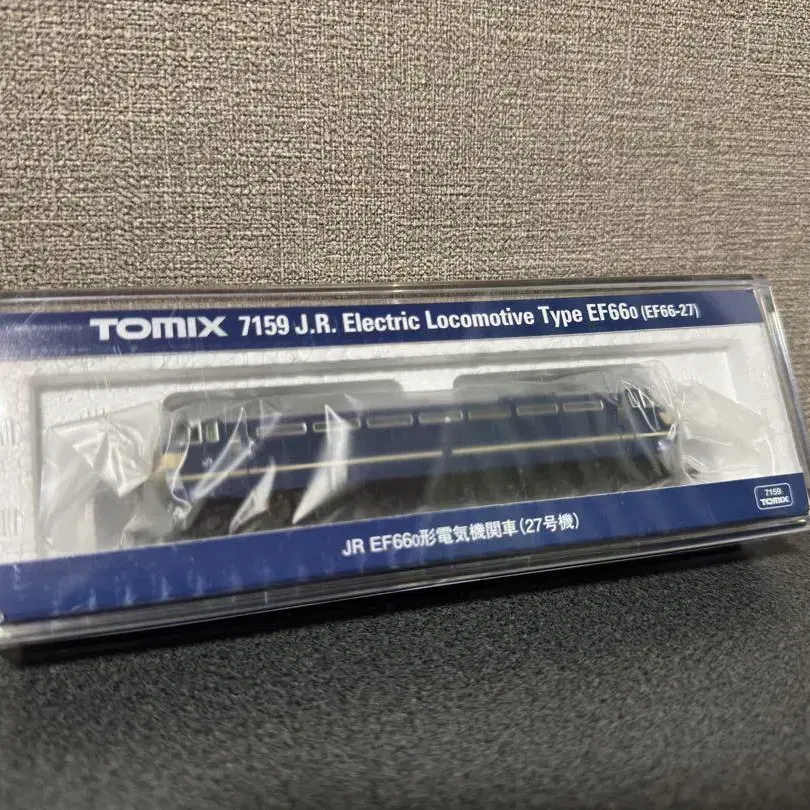 TOMIX 7159 J.R. Electric Locomotive Type EF660 (EF66-27)
JR EF660形電気機関車(27号機)
7159
TOMIX